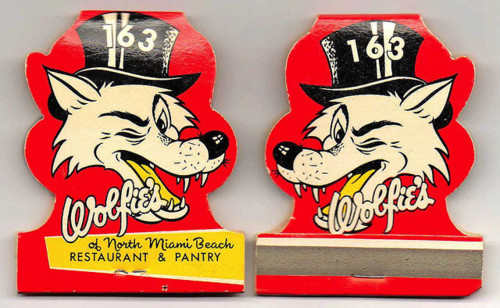 163
Wolfie's
of North Miami Beach
RESTAURANT & PANTRY
163
Wolfie's